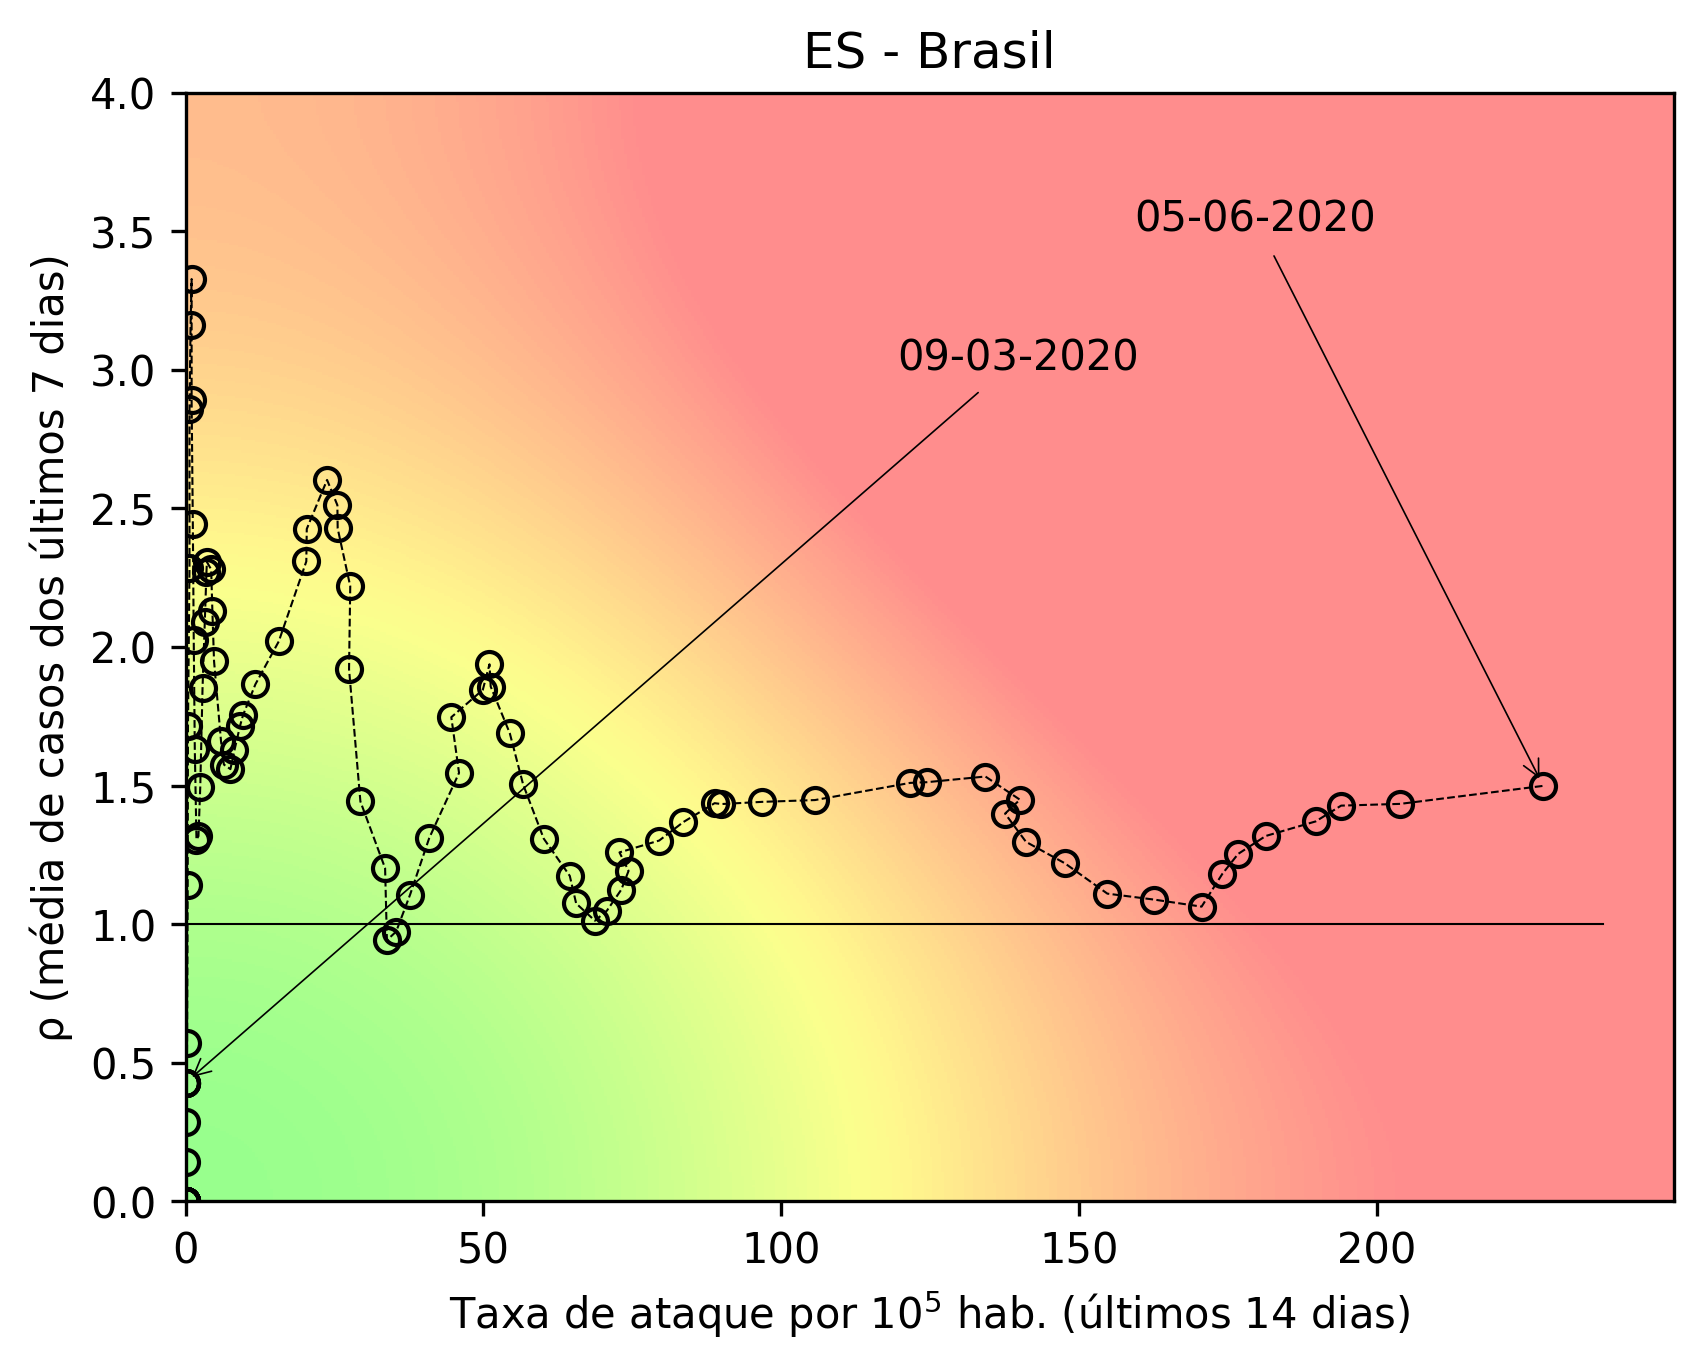 ES - Brasil
4.0
3.5
3.0
2.5
2.0
1.5
1.0
0.5
0.0
ρ (média de casos dos últimos 7 dias)
05-06-2020
09-03-2020
0 50 100 150 200
Taxa de ataque por 10⁵ hab. (últimos 14 dias)